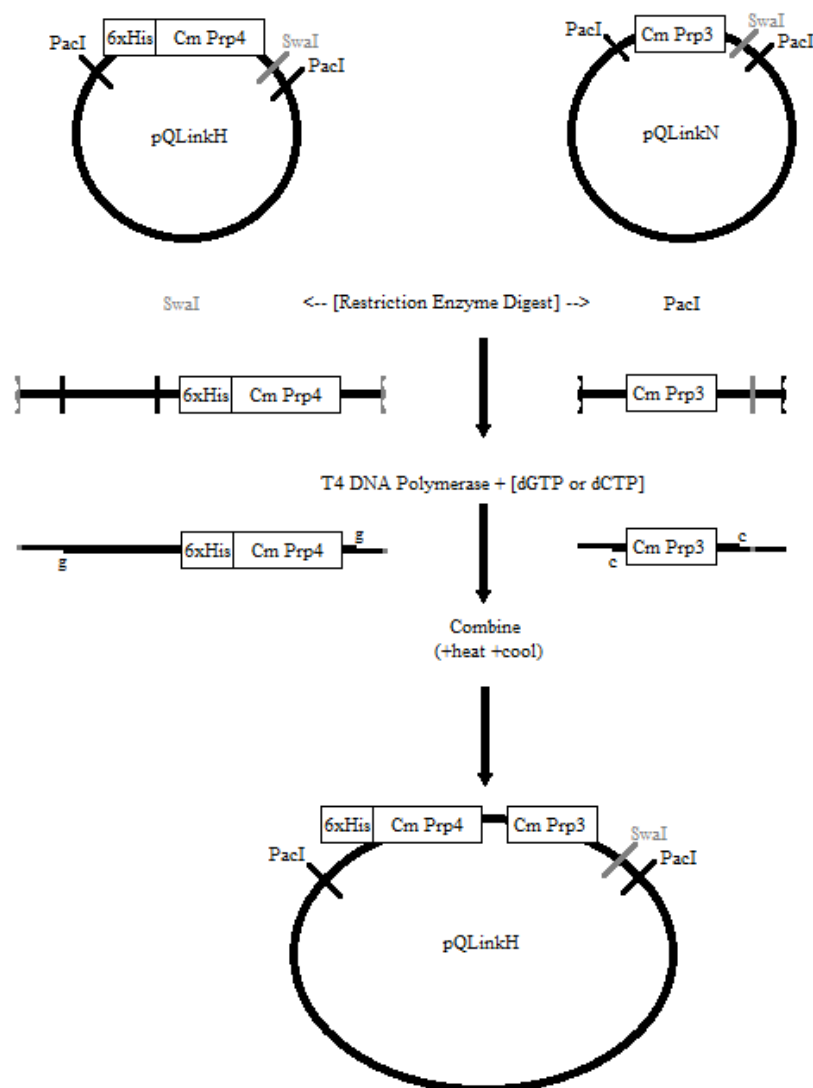 6xHis Cm Prp4
PacI SwaI
PacI
pQLinkH
Cm Prp3
PacI SwaI
PacI
pQLinkN
SwaI <-- [Restriction Enzyme Digest] --> PacI
6xHis Cm Prp4 Cm Prp3
T4 DNA Polymerase + [dGTP or dCTP]
g 6xHis Cm Prp4 g
c Cm Prp3 c
Combine
(+heat +cool)
6xHis Cm Prp4 Cm Prp3
PacI SwaI
PacI
pQLinkH